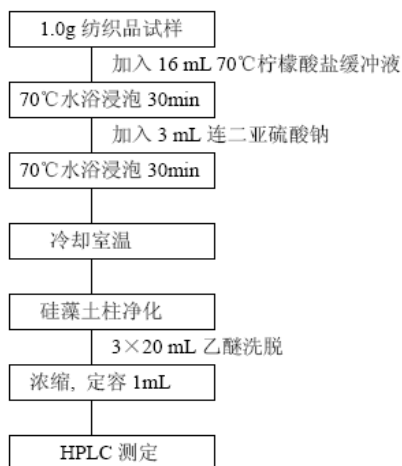 1.0g 纺织品试样
加入 16 mL 70℃柠檬酸盐缓冲液
70℃水浴浸泡 30min
加入 3 mL 连二亚硫酸钠
70℃水浴浸泡 30min
冷却室温
硅藻土柱净化
3×20 mL 乙醚洗脱
浓缩, 定容 1mL
HPLC 测定